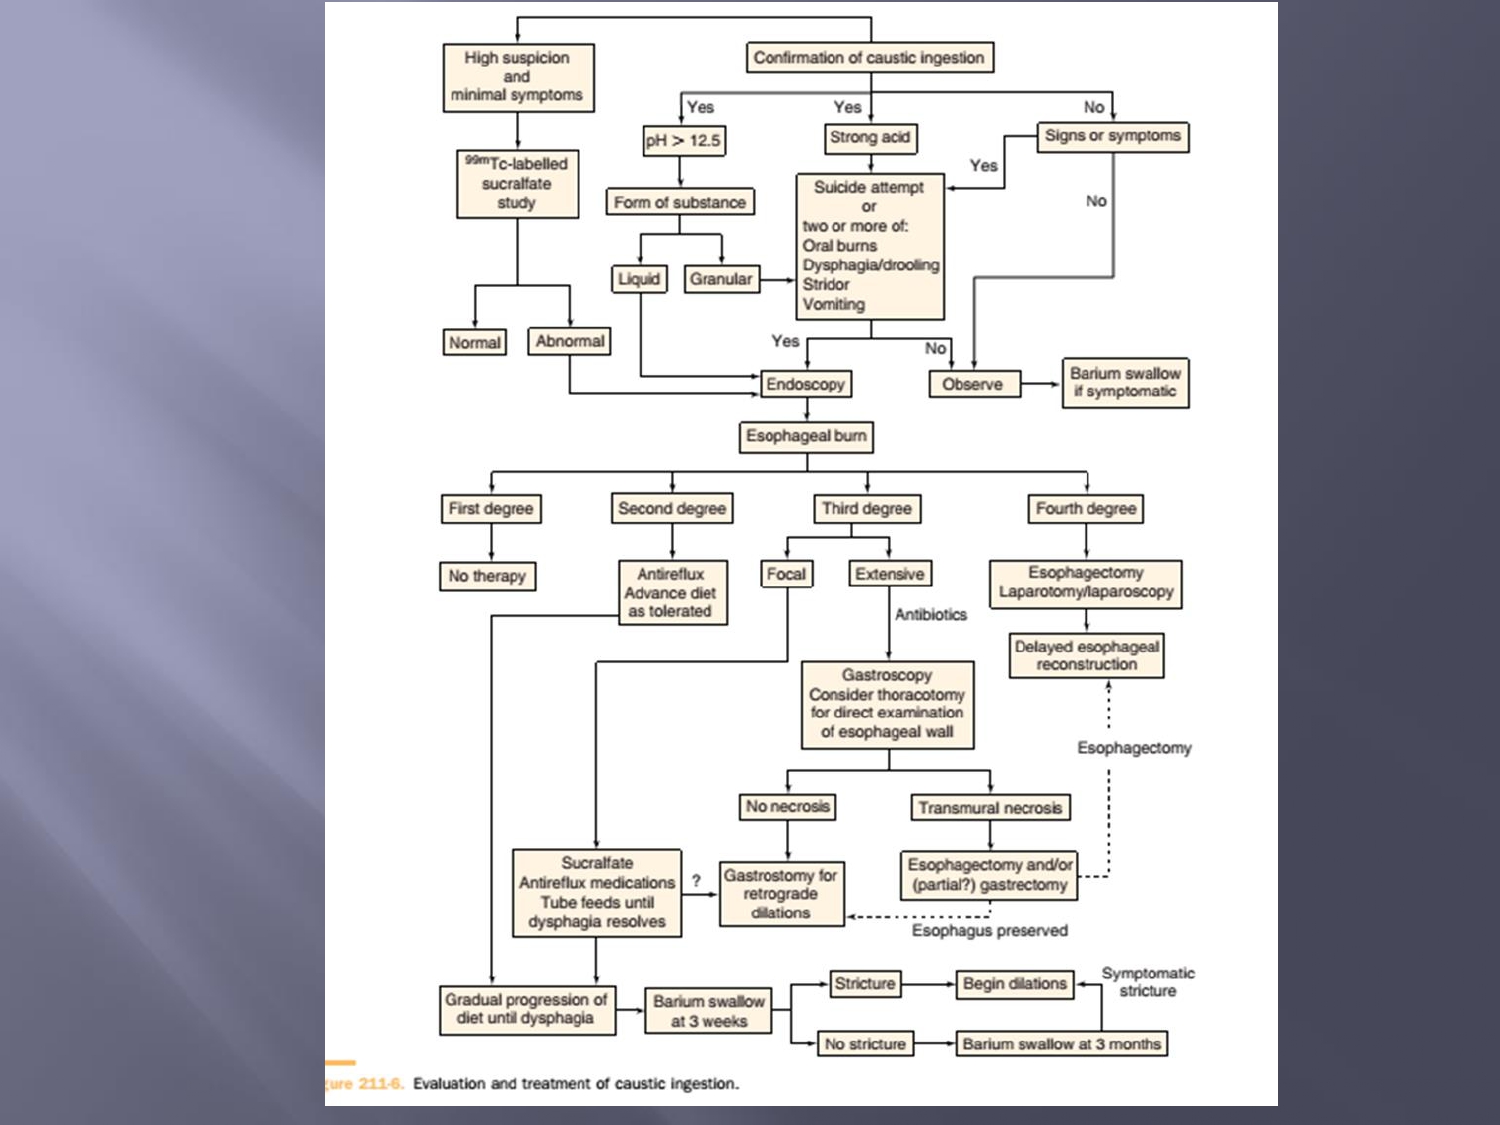 High suspicion
and
minimal symptoms
Confirmation of caustic ingestion
Yes
Yes
No
pH > 12.5
Strong acid
Signs or symptoms
99mTc-labelled
sucralfate
study
Yes
Form of substance
Suicide attempt
or
two or more of:
Oral burns
Dysphagia/drooling
Stridor
Vomiting
No
Liquid
Granular
Normal
Abnormal
Yes
No
Endoscopy
Observe
Barium swallow
if symptomatic
Esophageal burn
First degree
Second degree
Third degree
Fourth degree
No therapy
Antireflux
Advance diet
as tolerated
Focal
Extensive
Esophagectomy
Laparotomy/laparoscopy
Antibiotics
Delayed esophageal
reconstruction
Gastroscopy
Consider thoracotomy
for direct examination
of esophageal wall
Esophagectomy
No necrosis
Transmural necrosis
Sucralfate
Antireflux medications
Tube feeds until
dysphagia resolves
?
Gastrostomy for
retrograde
dilations
Esophagectomy and/or
(partial?) gastrectomy
Esophagus preserved
Gradual progression of
diet until dysphagia
Barium swallow
at 3 weeks
Stricture
Begin dilations
Symptomatic
stricture
No stricture
Barium swallow at 3 months
gure 211-6. Evaluation and treatment of caustic ingestion.